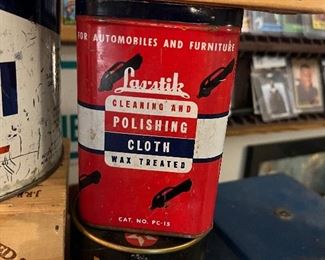 FOR AUTOMOBILES AND FURNITURE
Lastik
CLEANING AND
POLISHING
CLOTH
WAX TREATED
CAT. NO. PC-15